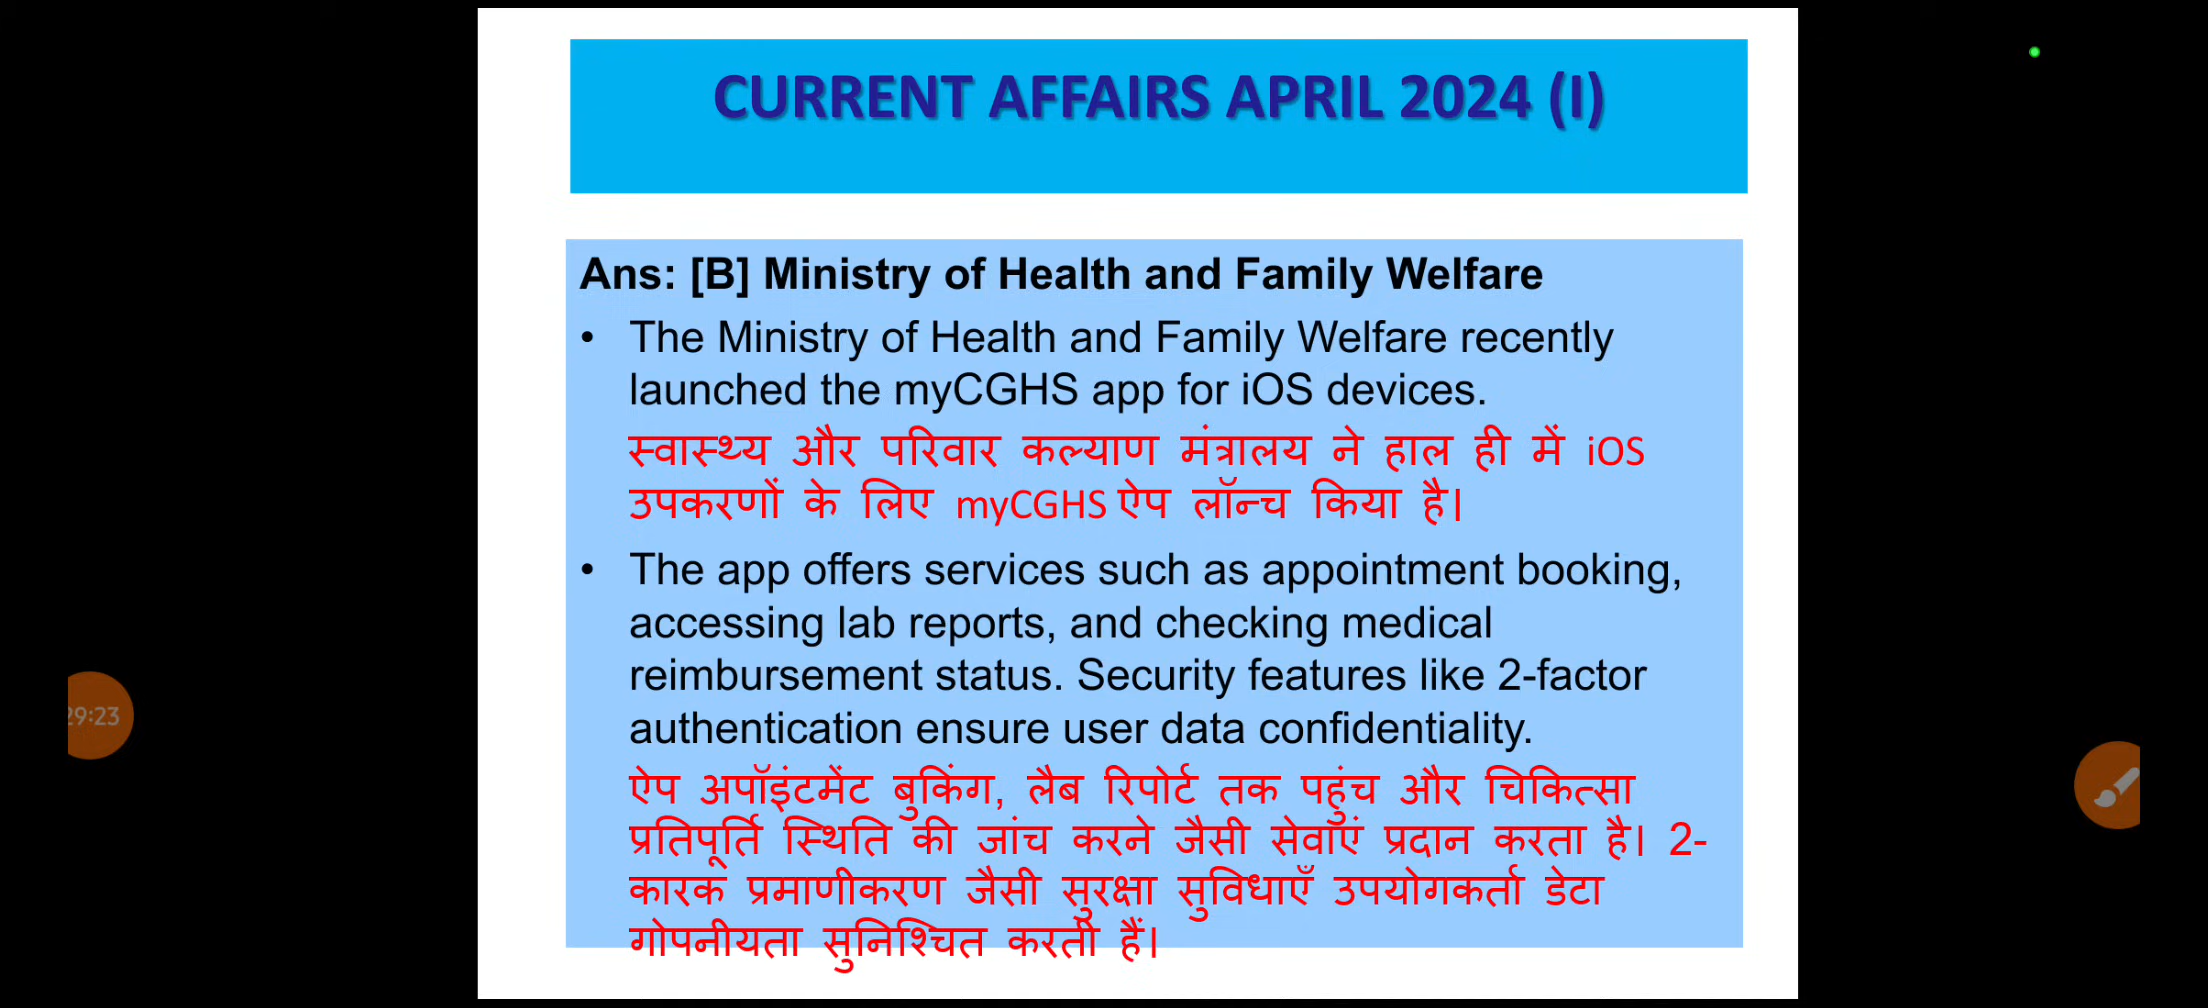 CURRENT AFFAIRS APRIL 2024 (I)
Ans: [B] Ministry of Health and Family Welfare
• The Ministry of Health and Family Welfare recently
launched the myCGHS app for iOS devices.
स्वास्थ्य और परिवार कल्याण मंत्रालय ने हाल ही में iOS
उपकरणों के लिए myCGHS ऐप लॉन्च किया है।
• The app offers services such as appointment booking,
accessing lab reports, and checking medical
reimbursement status. Security features like 2-factor
authentication ensure user data confidentiality.
ऐप अपॉइंटमेंट बुकिंग, लैब रिपोर्ट तक पहुंच और चिकित्सा
प्रतिपूर्ति स्थिति की जांच करने जैसी सेवाएं प्रदान करता है। 2-
कारक प्रमाणीकरण जैसी सुरक्षा सुविधाएँ उपयोगकर्ता डेटा
गोपनीयता सुनिश्चित करती हैं।
29:23